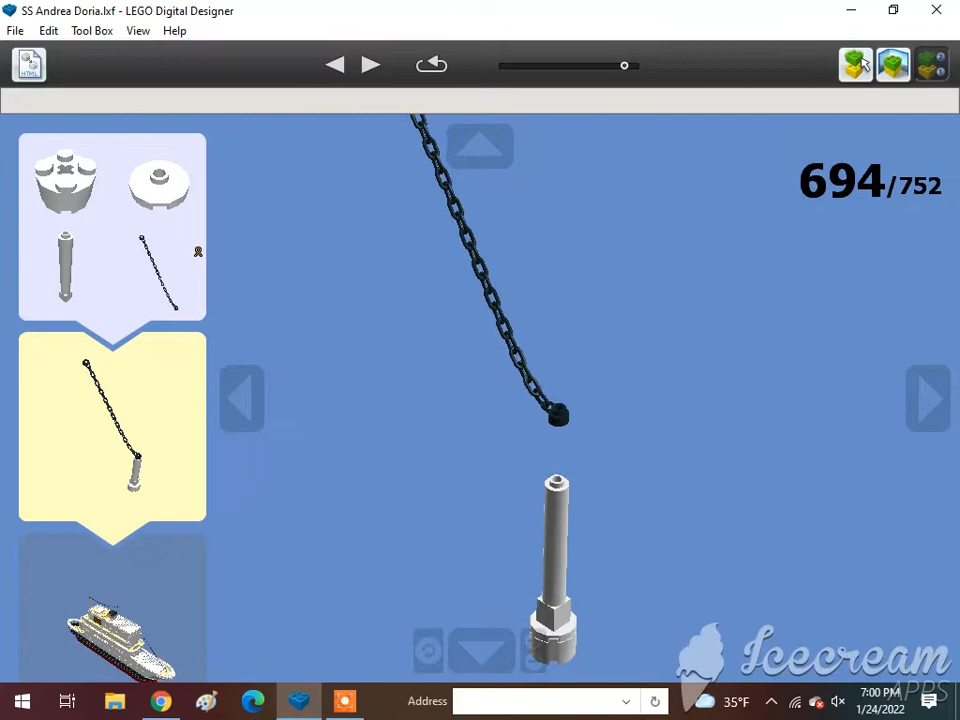 SS Andrea Doria.lxf - LEGO Digital Designer
File Edit Tool Box View Help
HTML
694/752
Icecream
APPS
Address
35°F
7:00 PM
1/24/2022